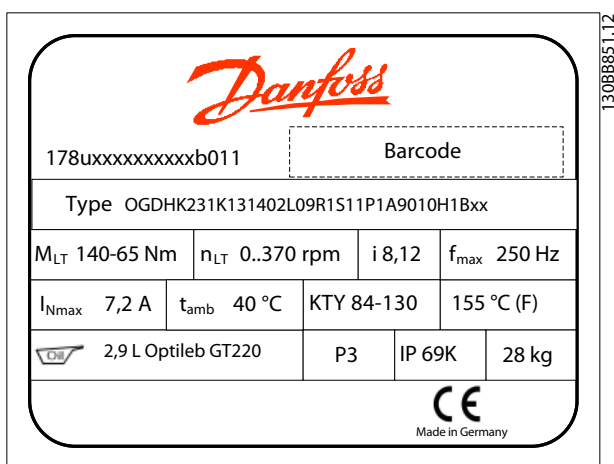 Danfoss
130BB851.12
178uxxxxxxxxxxb011
Barcode
Type OGDHK231K131402L09R1S11P1A9010H1Bxx
MLT 140-65 Nm nLT 0..370 rpm i 8,12 fmax 250 Hz
INmax 7,2 A tamb 40 °C KTY 84-130 155 °C (F)
Oil 2,9 L Optileb GT220 P3 IP 69K 28 kg
CE
Made in Germany